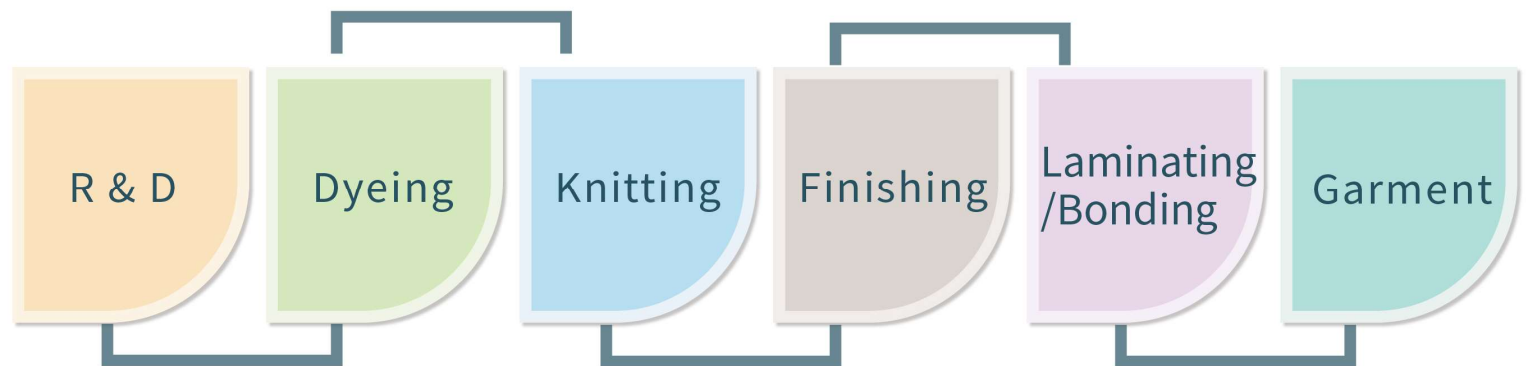 R & D
Dyeing
Knitting
Finishing
Laminating
/Bonding
Garment